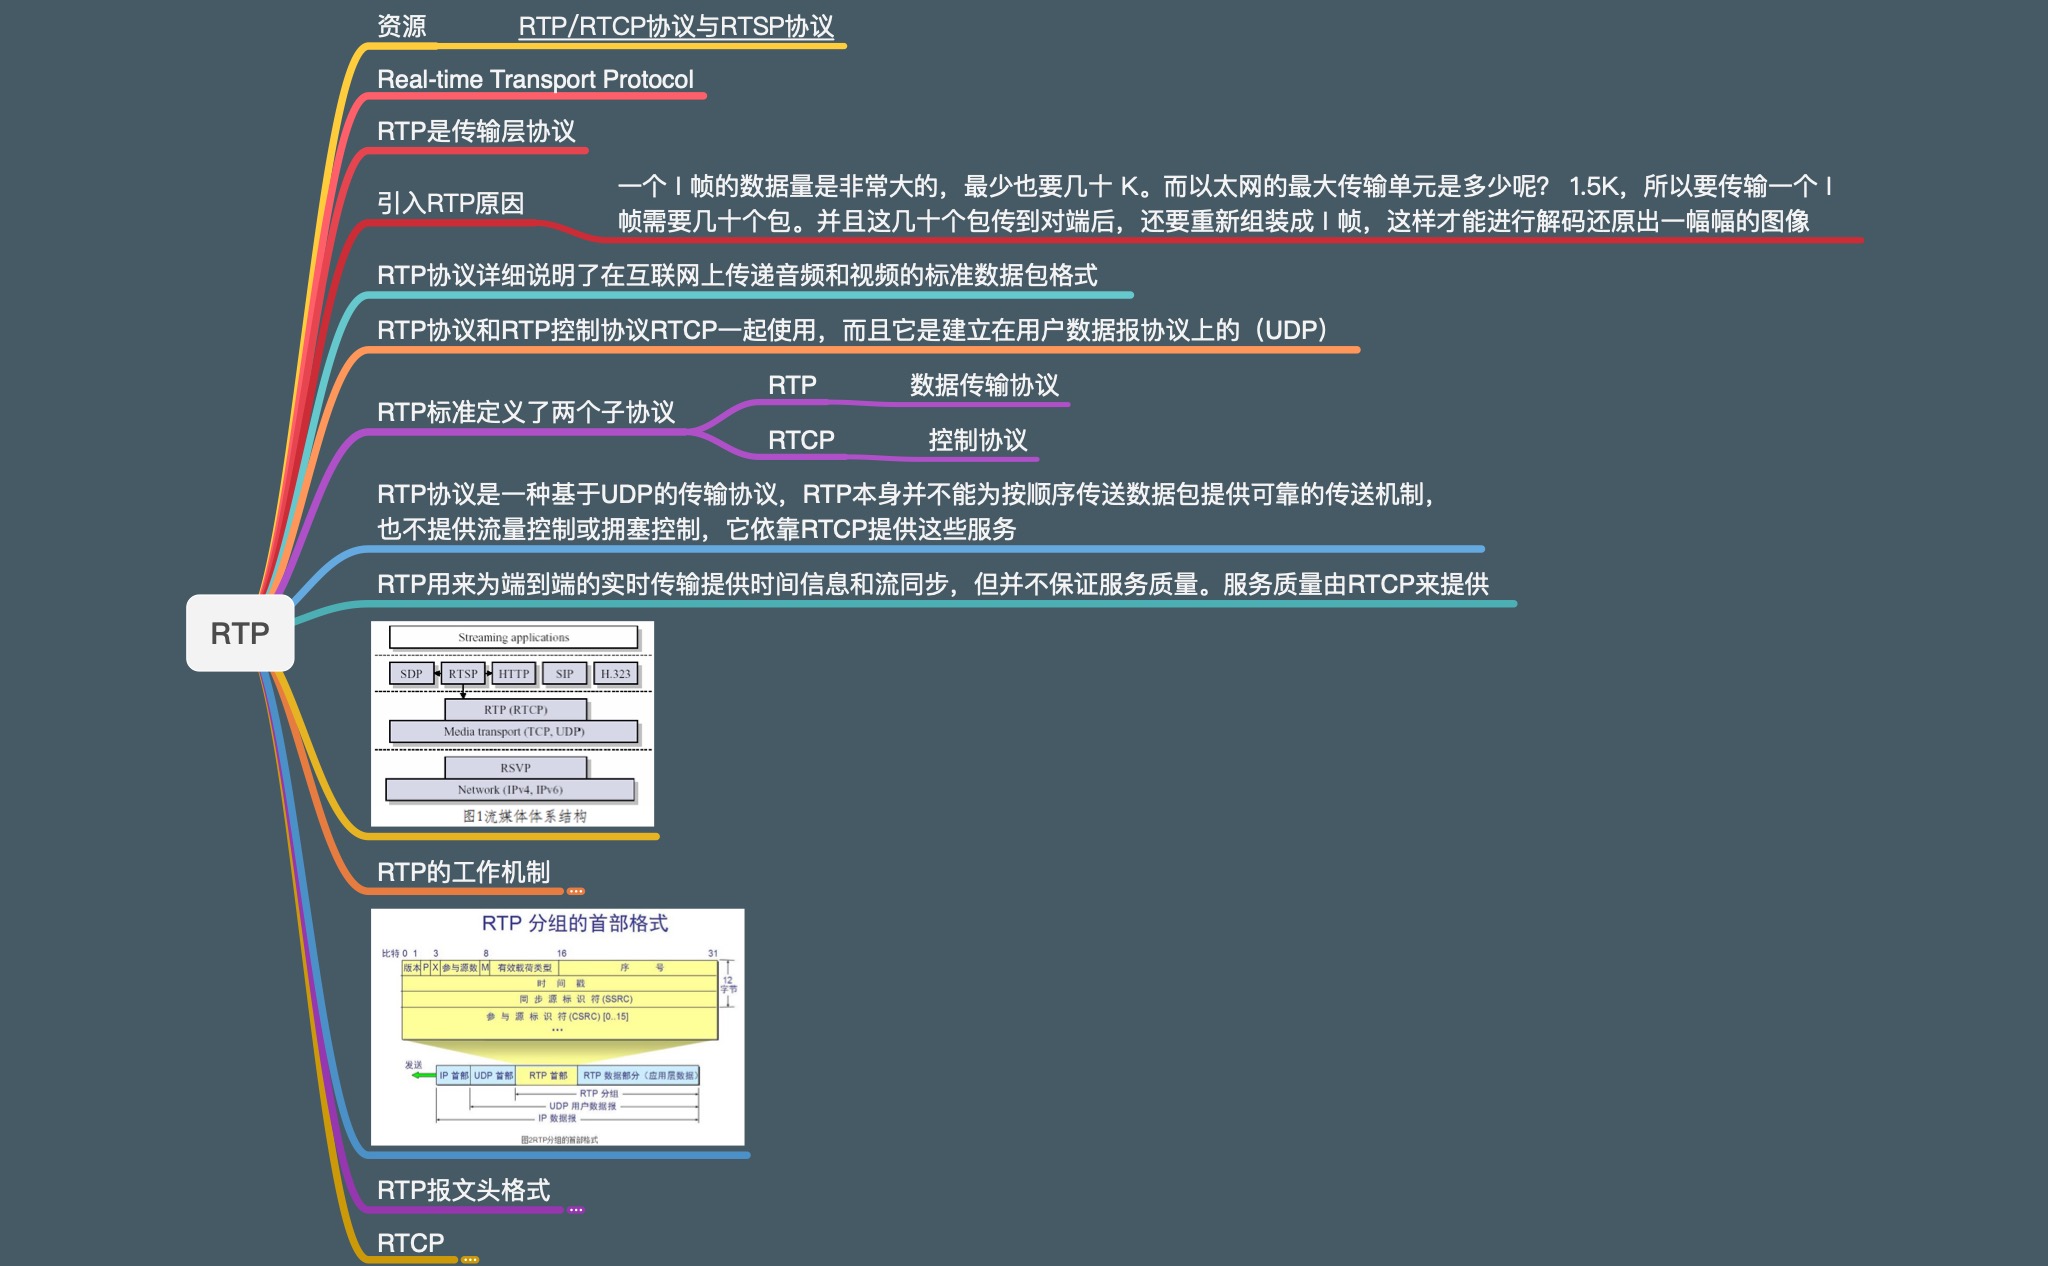 资源
RTP/RTCP协议与RTSP协议
Real-time Transport Protocol
RTP是传输层协议
引入RTP原因
一个 I 帧的数据量是非常大的，最少也要几十 K。而以太网的最大传输单元是多少呢？ 1.5K，所以要传输一个 I
帧需要几十个包。并且这几十个包传到对端后，还要重新组装成 I 帧，这样才能进行解码还原出一幅幅的图像
RTP协议详细说明了在互联网上传递音频和视频的标准数据包格式
RTP协议和RTP控制协议RTCP一起使用，而且它是建立在用户数据报协议上的（UDP）
RTP标准定义了两个子协议
RTP
数据传输协议
RTCP
控制协议
RTP协议是一种基于UDP的传输协议，RTP本身并不能为按顺序传送数据包提供可靠的传送机制，
也不提供流量控制或拥塞控制，它依靠RTCP提供这些服务
RTP用来为端到端的实时传输提供时间信息和流同步，但并不保证服务质量。服务质量由RTCP来提供
RTP
Streaming applications
SDP RTSP HTTP SIP H.323
RTP (RTCP)
Media transport (TCP, UDP)
RSVP
Network (IPv4, IPv6)
图1流媒体体系结构
RTP的工作机制
RTP 分组的首部格式
比特 0 1 3 8 16 31
版本 P X 参与源数 M 有效载荷类型 序 号
时 间 戳
同 步 源 标 识 符 (SSRC)
参 与 源 标 识 符 (CSRC) [0..15]
...
12
字节
发送
IP 首部 UDP 首部 RTP 首部 RTP 数据部分（应用层数据）
RTP 分组
UDP 用户数据报
IP 数据报
图2RTP分组的首部格式
RTP报文头格式
RTCP